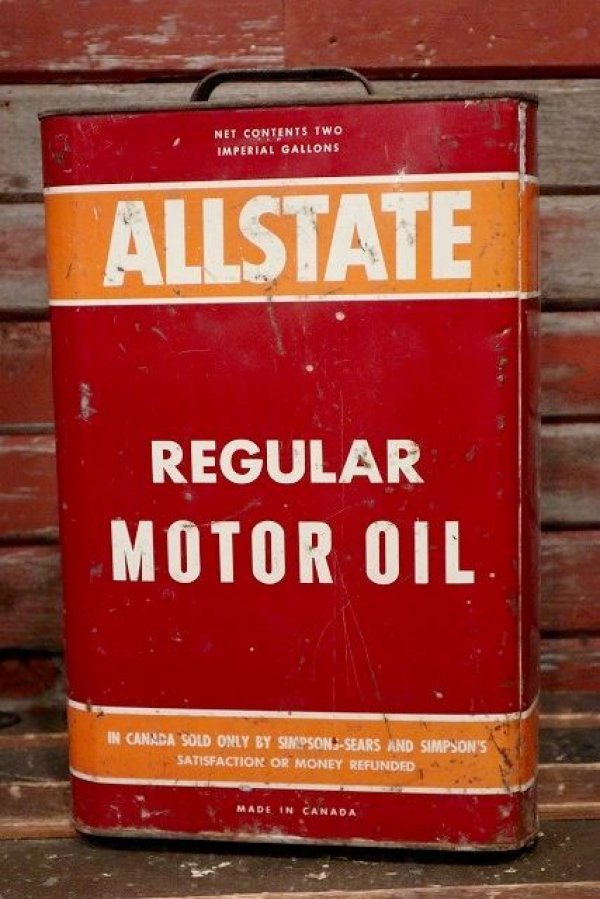 NET CONTENTS TWO
IMPERIAL GALLONS
ALLSTATE
REGULAR
MOTOR OIL
IN CANADA SOLD ONLY BY SIMPSONS-SEARS AND SIMPSON'S
SATISFACTION OR MONEY REFUNDED
MADE IN CANADA